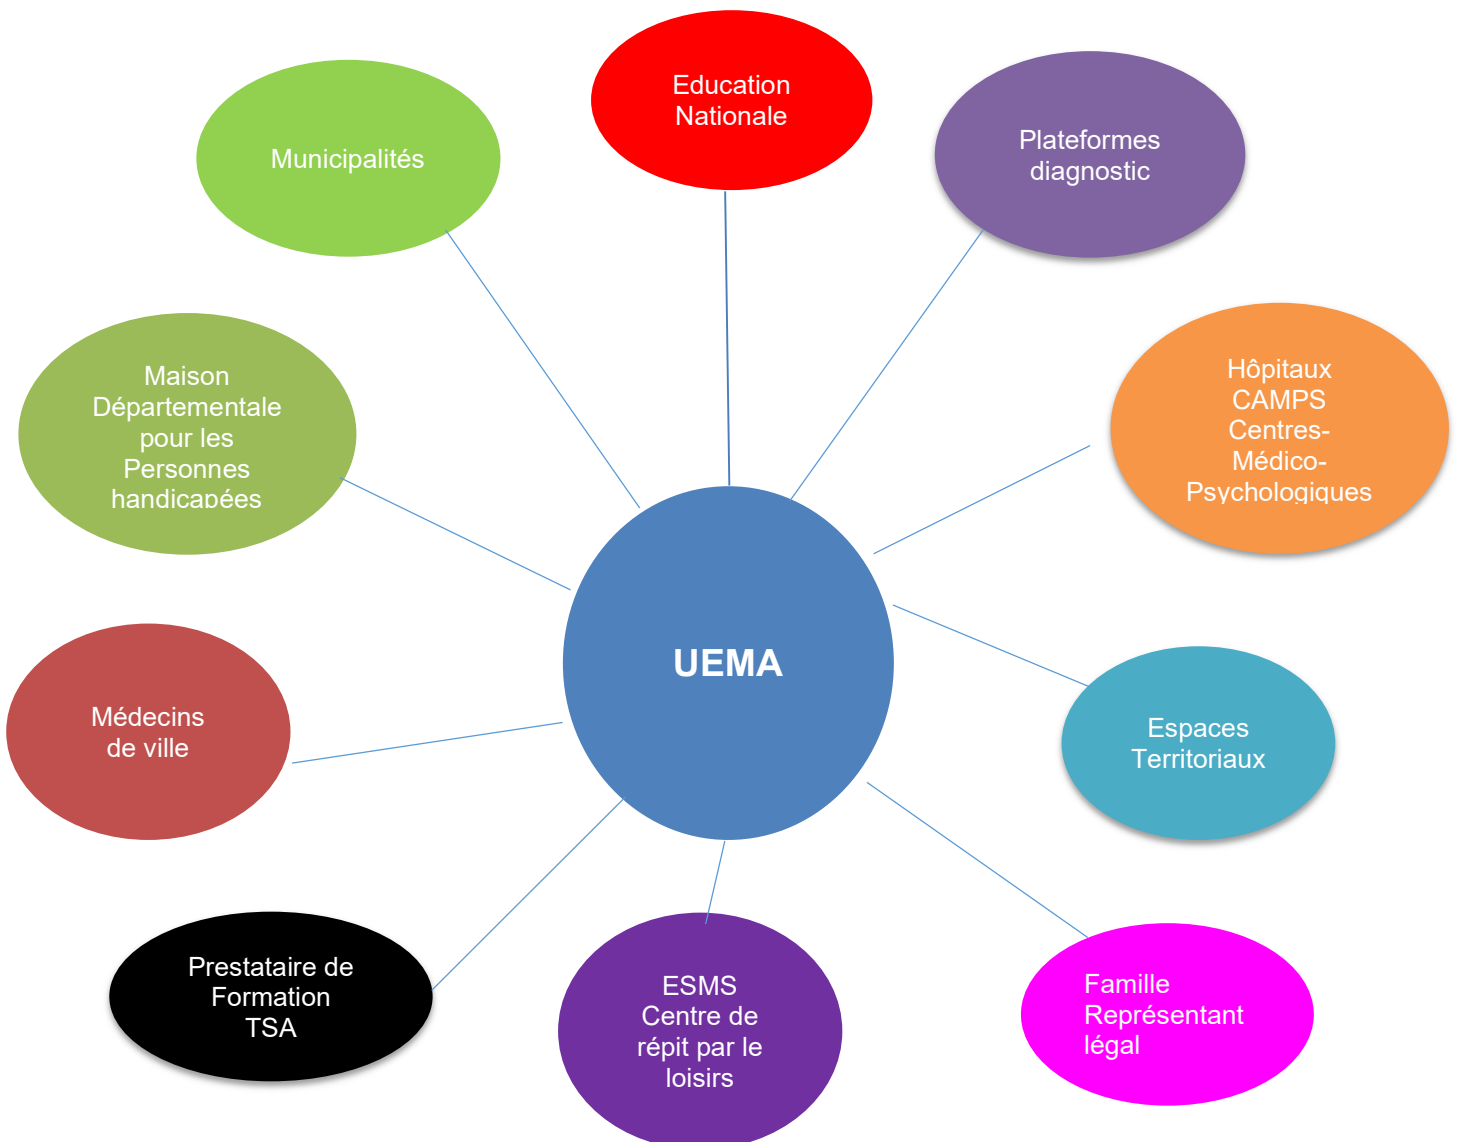 Education
Nationale
Plateformes
diagnostic
Municipalités
Hôpitaux
CAMPS
Centres-
Médico-
Psychologiques
Maison
Départementale
pour les
Personnes
handicapées
UEMA
Espaces
Territoriaux
Médecins
de ville
Famille
Représentant
légal
ESMS
Centre de
répit par le
loisirs
Prestataire de
Formation
TSA